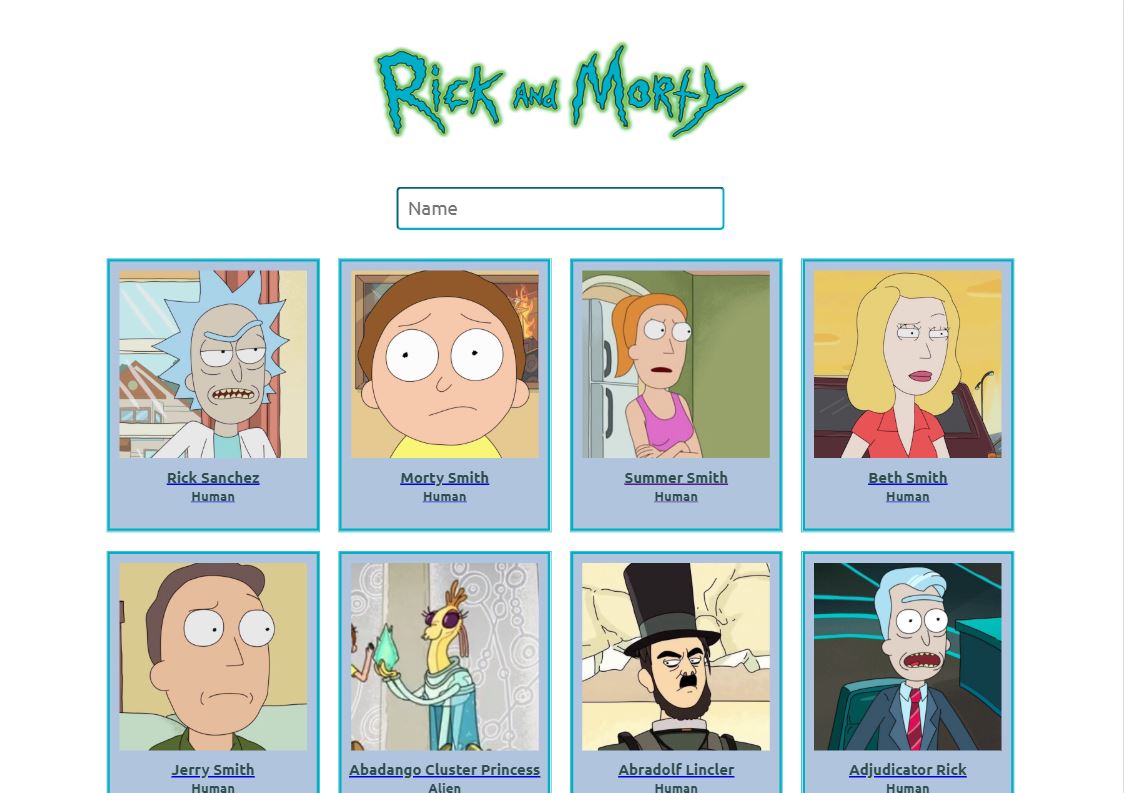 Rick and Morty
Name
Rick Sanchez
Human
Morty Smith
Human
Summer Smith
Human
Beth Smith
Human
Jerry Smith
Human
Abadango Cluster Princess
Alien
Abradolf Lincler
Human
Adjudicator Rick
Human